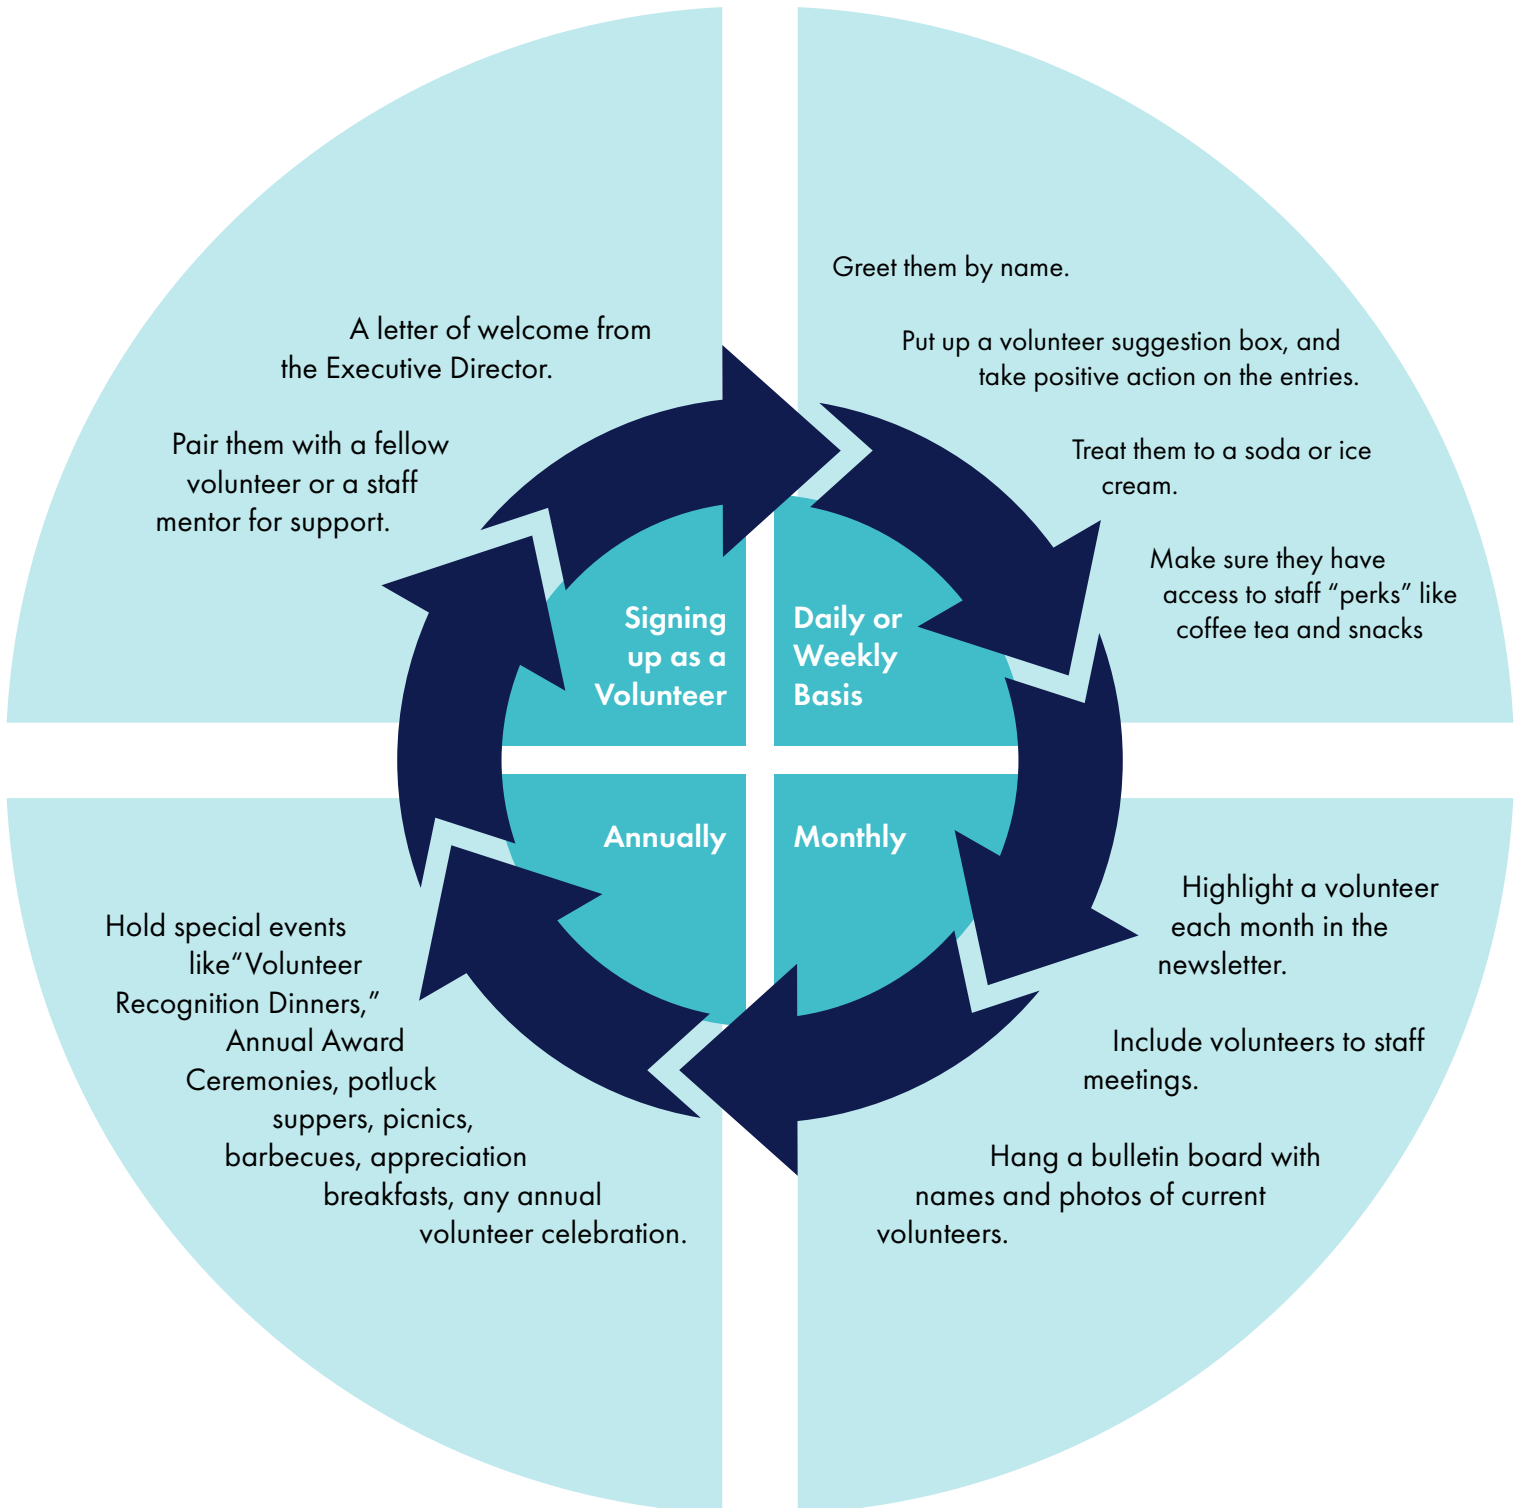 A letter of welcome from
the Executive Director.
Pair them with a fellow
volunteer or a staff
mentor for support.
Signing
up as a
Volunteer
Greet them by name.
Put up a volunteer suggestion box, and
take positive action on the entries.
Treat them to a soda or ice
cream.
Make sure they have
access to staff “perks” like
coffee tea and snacks
Daily or
Weekly
Basis
Monthly
Highlight a volunteer
each month in the
newsletter.
Include volunteers to staff
meetings.
Hang a bulletin board with
names and photos of current
volunteers.
Annually
Hold special events
like“Volunteer
Recognition Dinners,”
Annual Award
Ceremonies, potluck
suppers, picnics,
barbecues, appreciation
breakfasts, any annual
volunteer celebration.